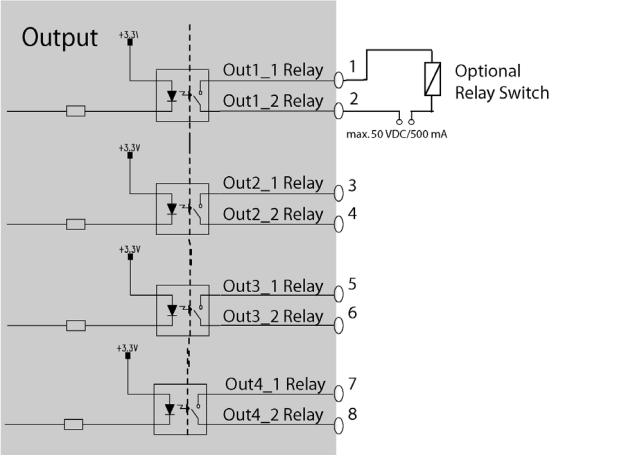 Output
+3.3V
Out1_1 Relay 1
Out1_2 Relay 2
Optional
Relay Switch
max. 50 VDC/500 mA
+3.3V
Out2_1 Relay 3
Out2_2 Relay 4
+3.3V
Out3_1 Relay 5
Out3_2 Relay 6
+3.3V
Out4_1 Relay 7
Out4_2 Relay 8